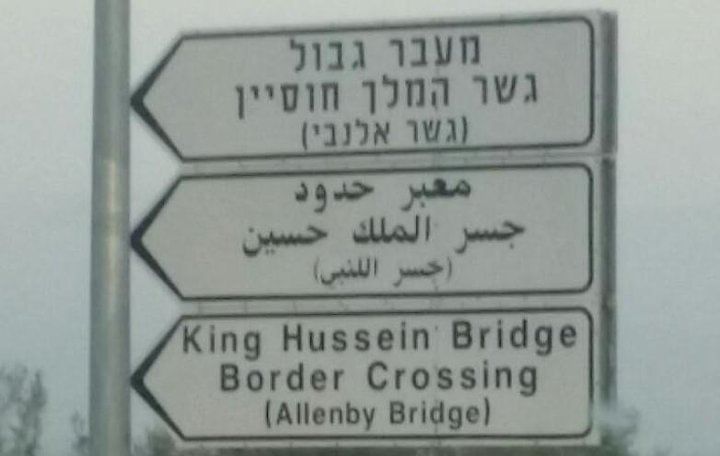 מעבר גבול
גשר המלך חוסיין
(גשר אלנבי)
معبر حدود
جسر الملك حسين
(جسر اللنبي)
King Hussein Bridge
Border Crossing
(Allenby Bridge)